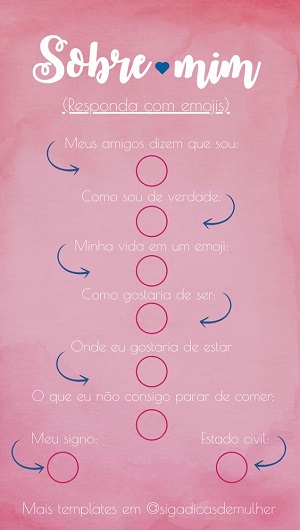 Sobre mim
(Responda com emojis)
Meus amigos dizem que sou:
Como sou de verdade:
Minha vida em um emoji:
Como gostaria de ser:
Onde eu gostaria de estar
O que eu não consigo parar de comer:
Meu signo: Estado civil:
Mais templates em @sigadicasdemulher